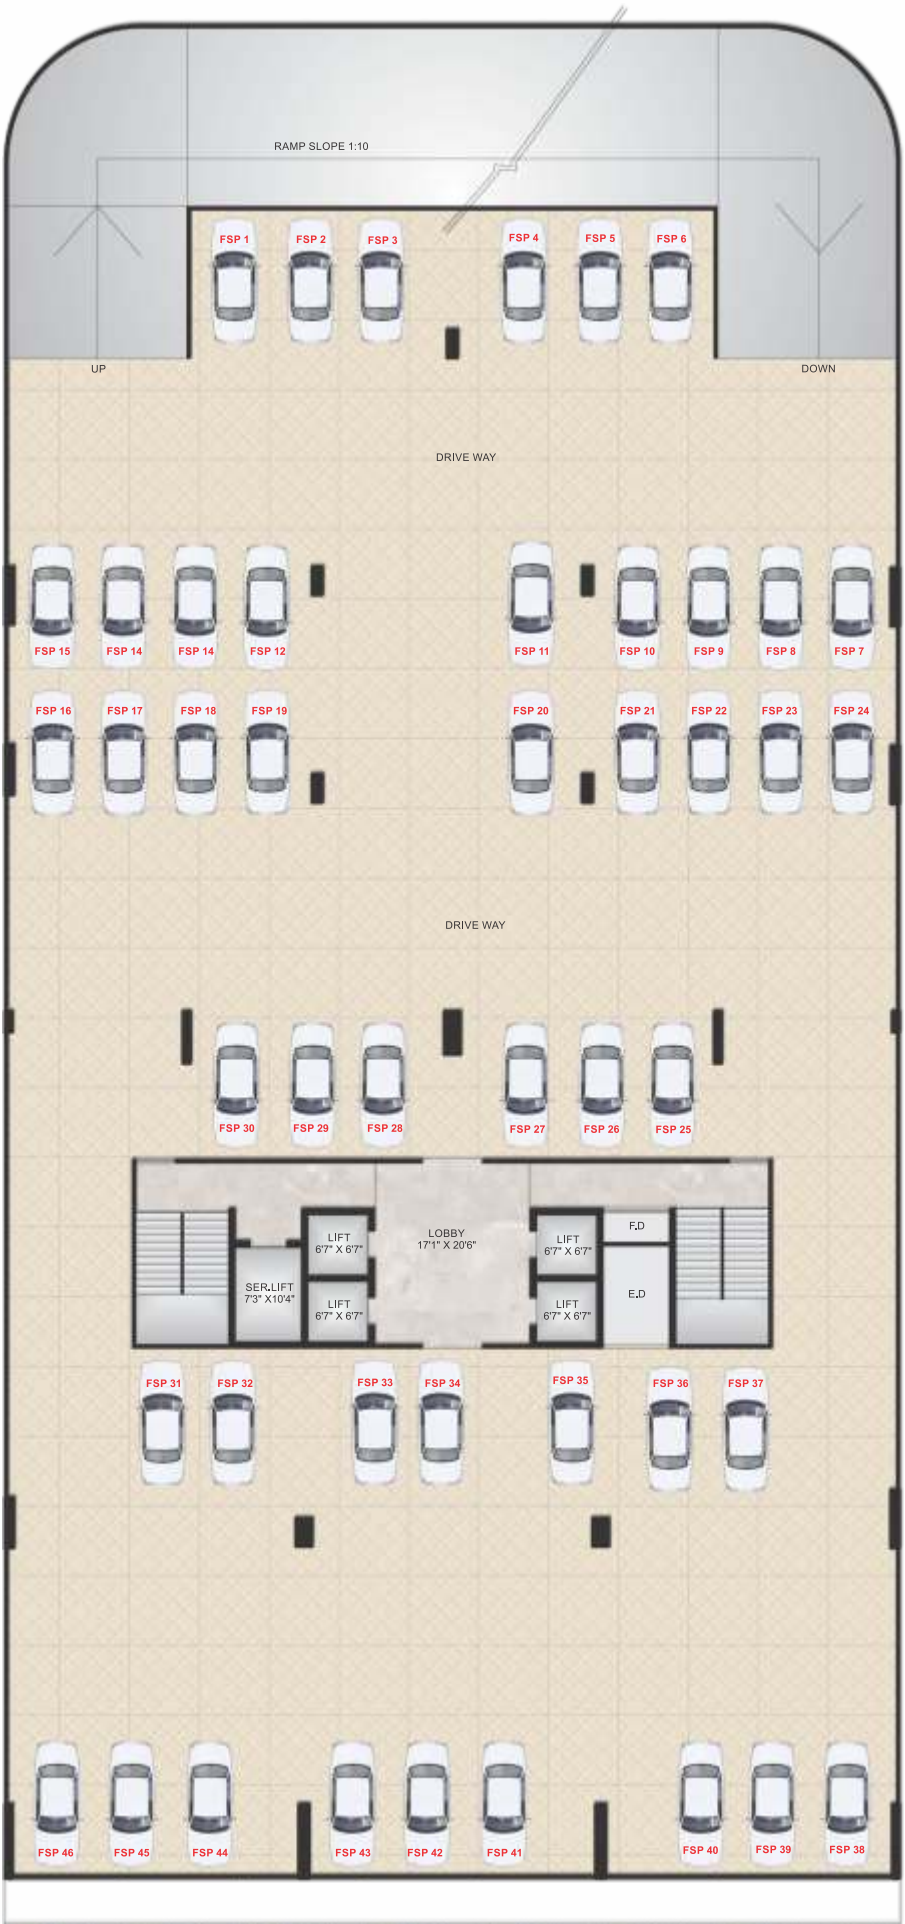 RAMP SLOPE 1:10
FSP 1
FSP 2
FSP 3
FSP 4
FSP 5
FSP 6
UP
DOWN
DRIVE WAY
FSP 15
FSP 14
FSP 14
FSP 12
FSP 11
FSP 10
FSP 9
FSP 8
FSP 7
FSP 16
FSP 17
FSP 18
FSP 19
FSP 20
FSP 21
FSP 22
FSP 23
FSP 24
DRIVE WAY
FSP 30
FSP 29
FSP 28
FSP 27
FSP 26
FSP 25
LIFT
6'7" X 6'7"
LOBBY
17'1" X 20'6"
LIFT
6'7" X 6'7"
F.D
SER.LIFT
7'3" X10'4"
LIFT
6'7" X 6'7"
LIFT
6'7" X 6'7"
E.D
FSP 31
FSP 32
FSP 33
FSP 34
FSP 35
FSP 36
FSP 37
FSP 46
FSP 45
FSP 44
FSP 43
FSP 42
FSP 41
FSP 40
FSP 39
FSP 38